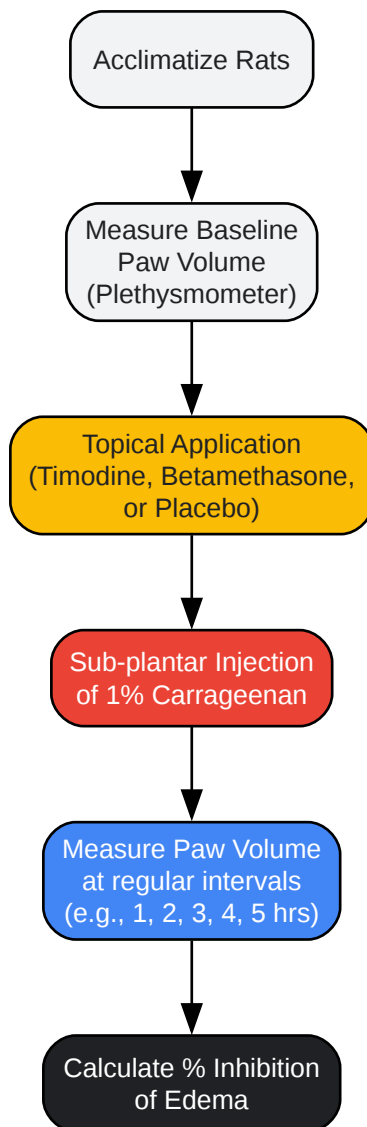 Acclimatize Rats
Measure Baseline
Paw Volume
(Plethysmometer)
Topical Application
(Timodine, Betamethasone,
or Placebo)
Sub-plantar Injection
of 1% Carrageenan
Measure Paw Volume
at regular intervals
(e.g., 1, 2, 3, 4, 5 hrs)
Calculate % Inhibition
of Edema